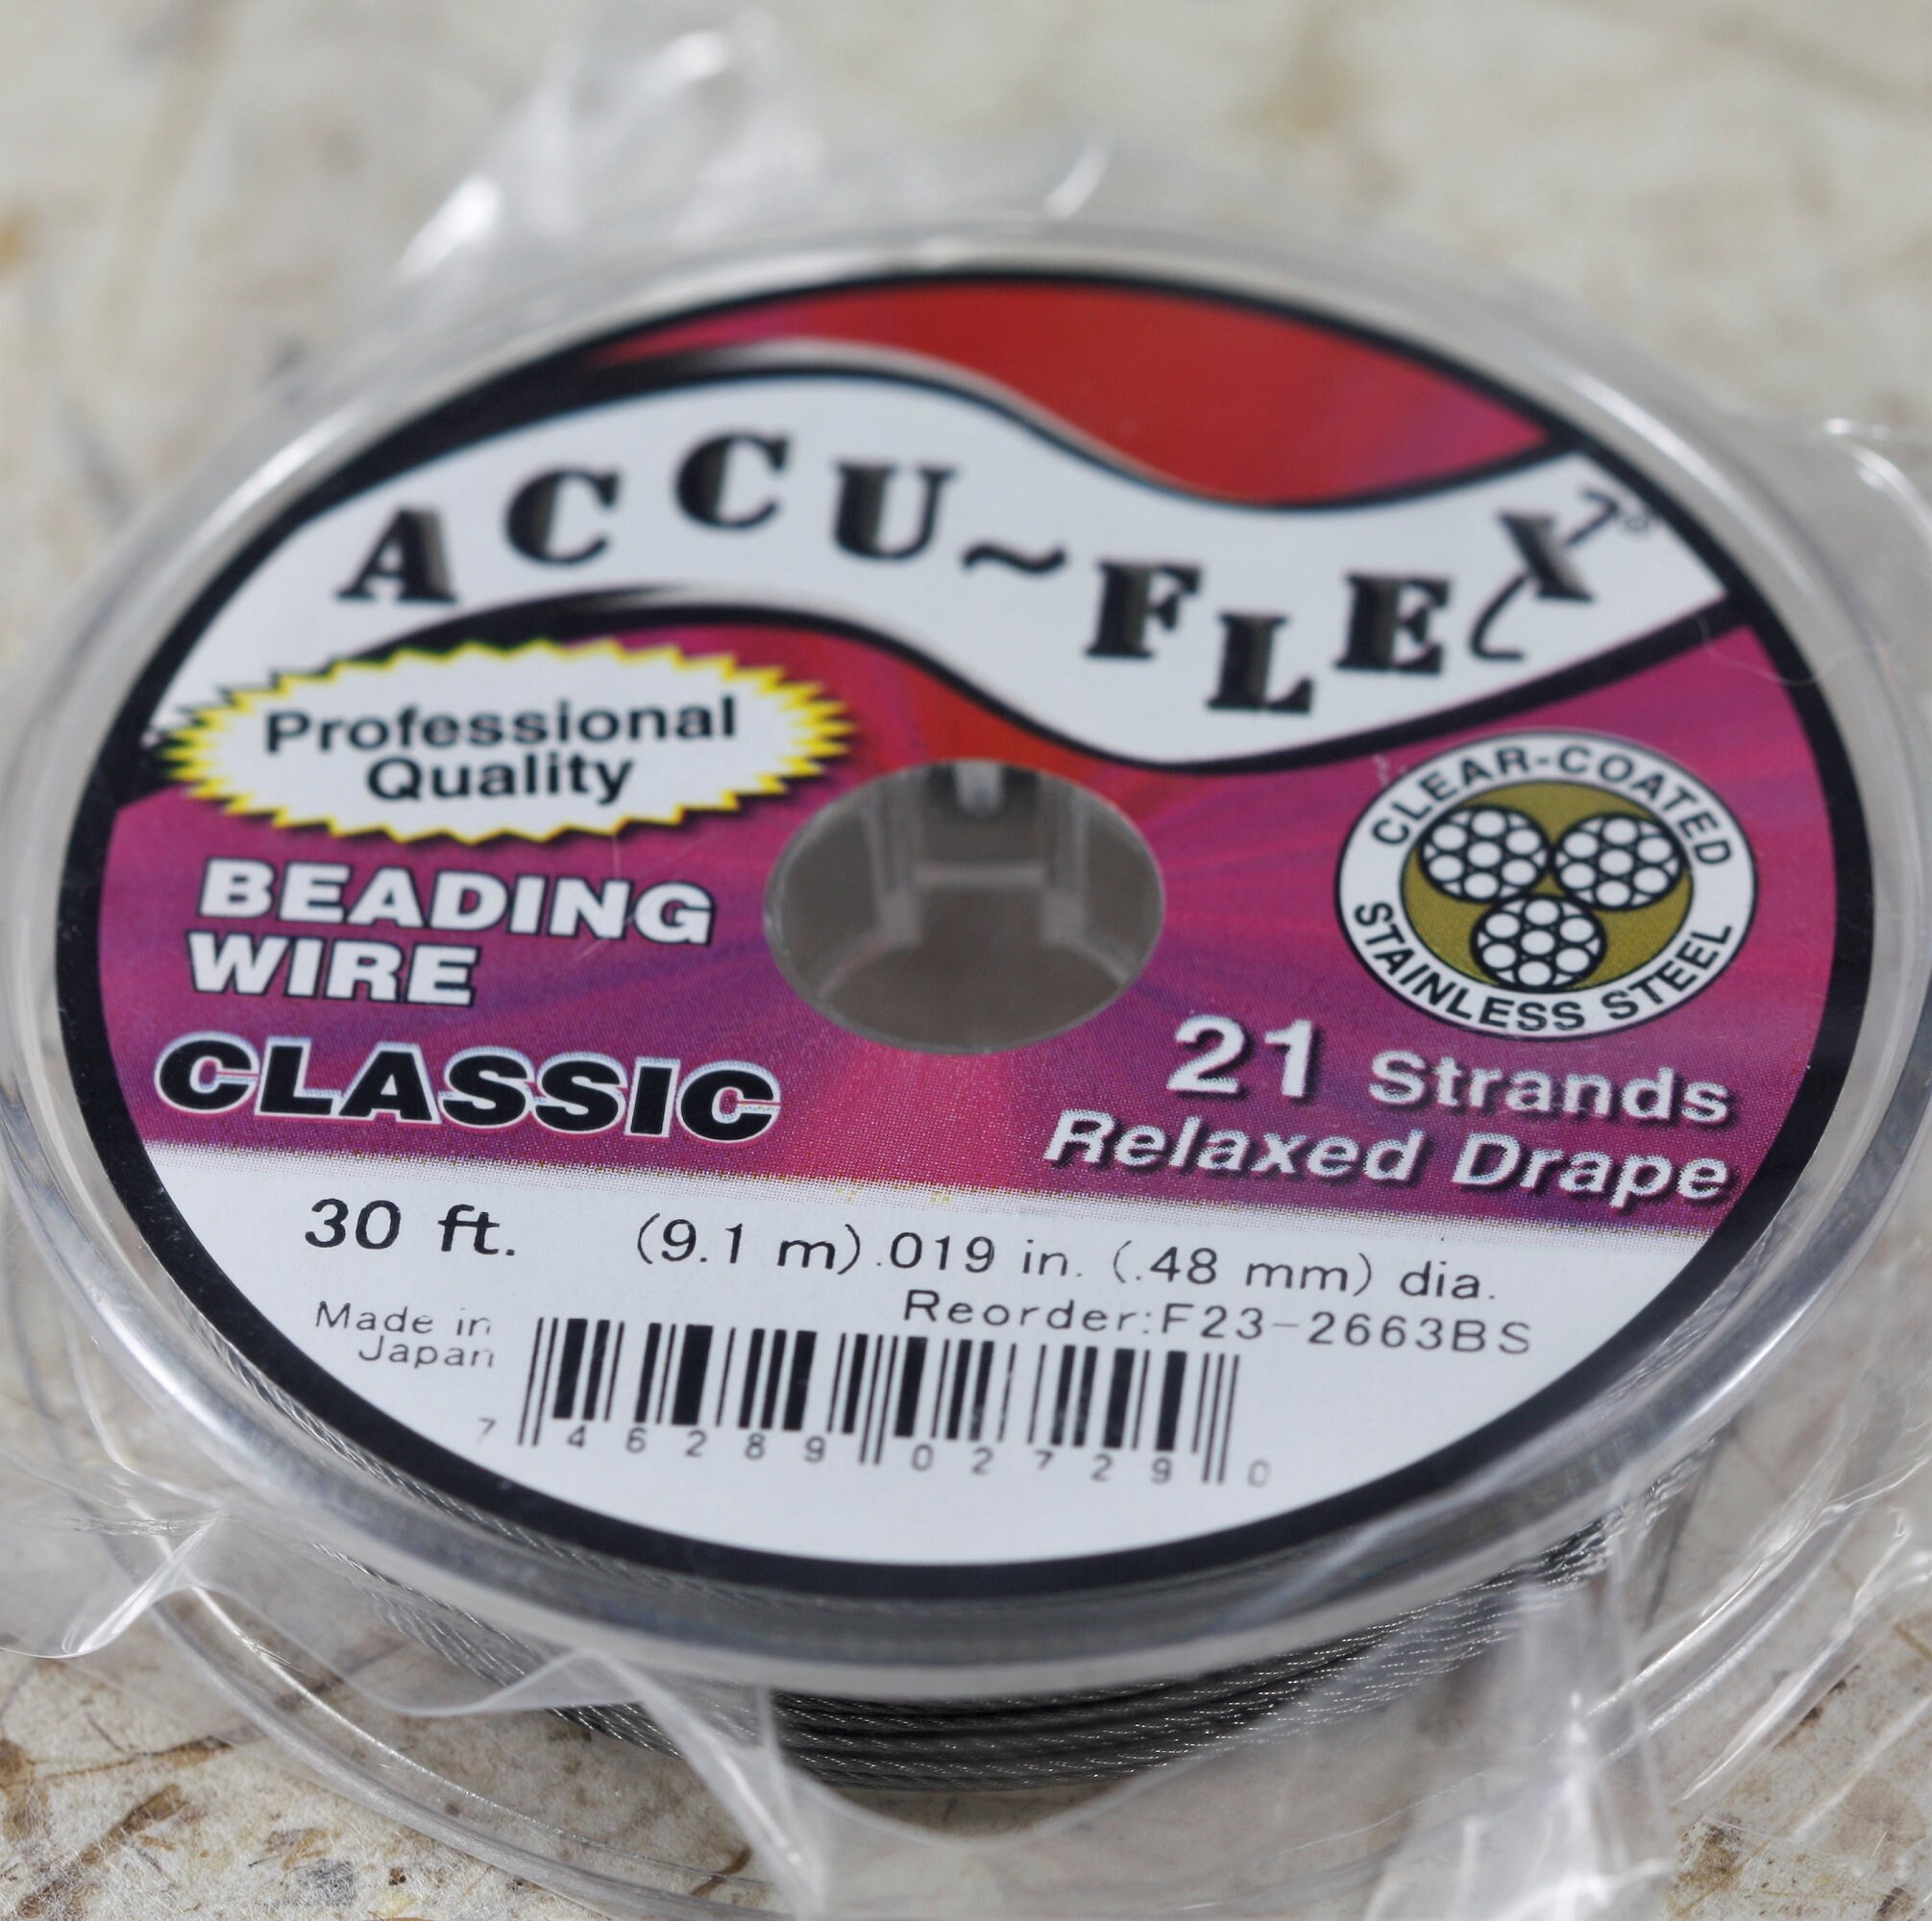 ACCU~FLEX®
Professional
Quality
BEADING
WIRE
CLASSIC
CLEAR-COATED
STAINLESS STEEL
21 Strands
Relaxed Drape
30 ft. (9.1 m) .019 in. (.48 mm) dia.
Reorder:F23-2663BS
Made in
Japan
7 46289 02729 0